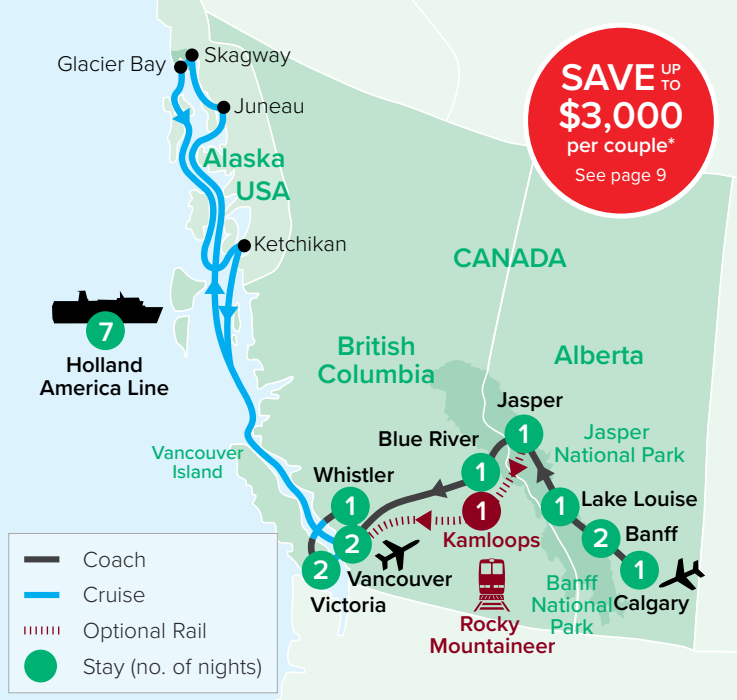 Glacier Bay
Skagway
Juneau
Alaska
USA
Ketchikan
SAVE UP TO
$3,000
per couple*
See page 9
CANADA
7
Holland
America Line
British
Columbia
Alberta
Jasper
1
Jasper
National Park
Blue River
1
Vancouver
Island
Whistler
1
1
Lake Louise
1
Kamloops
2
Banff
2
Vancouver
2
Victoria
1
Calgary
Banff
National
Park
Rocky
Mountaineer
Coach
Cruise
Optional Rail
Stay (no. of nights)